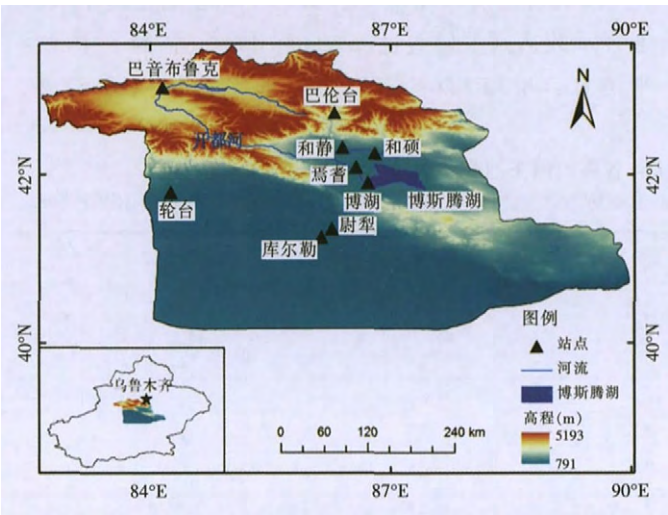 84°E 87°E 90°E
巴音布鲁克
巴伦台
N
开都河
和静
和硕
42°N 42°N
焉耆
轮台
博湖
博斯腾湖
尉犁
库尔勒
图例
站点
40°N 40°N
河流
乌鲁木齐
博斯腾湖
高程(m)
5193
0 60 120 240 km
791
84°E 87°E 90°E